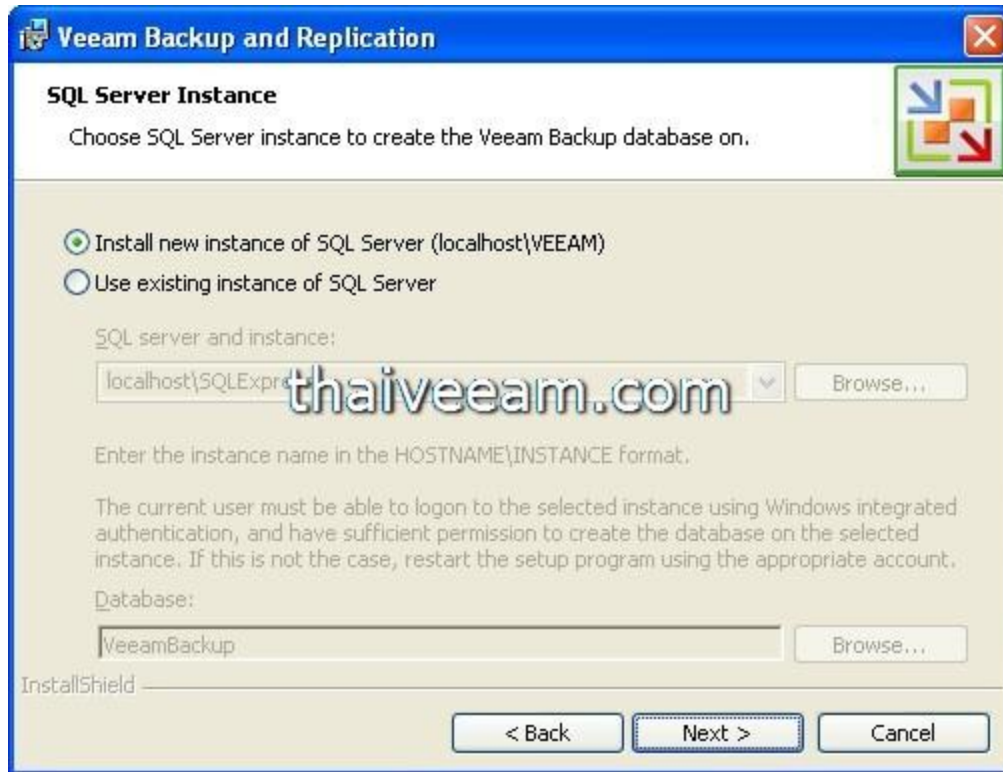 Veeam Backup and Replication
SQL Server Instance
Choose SQL Server instance to create the Veeam Backup database on.
Install new instance of SQL Server (localhost\VEEAM)
Use existing instance of SQL Server
SQL server and instance:
Browse...
thaiveeam.com
Enter the instance name in the HOSTNAME\INSTANCE format.
The current user must be able to logon to the selected instance using Windows integrated
authentication, and have sufficient permission to create the database on the selected
instance. If this is not the case, restart the setup program using the appropriate account.
Database:
VeeamBackup Browse...
InstallShield
< Back Next > Cancel